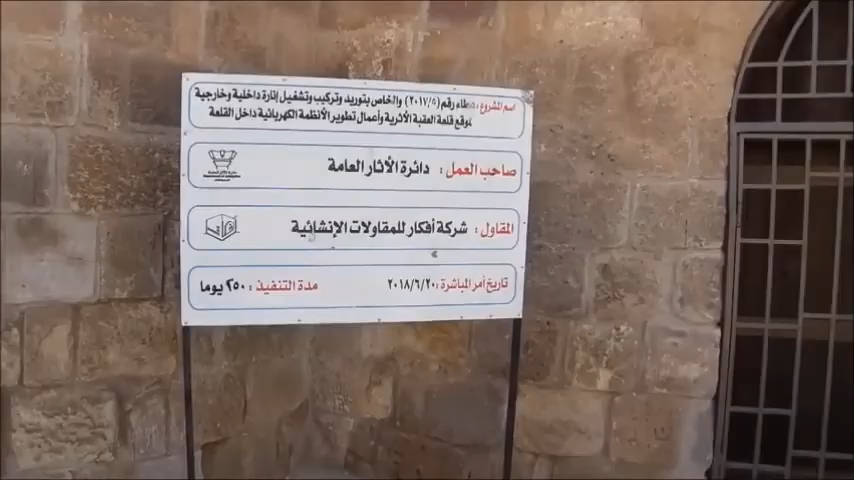 اسم المشروع : عطاء رقم (٢٠١٧/٥) والخاص بتوريد وتركيب وتشغيل إنارة داخلية وخارجية
لموقع قلعة العقبة الأثرية وأعمال تطوير الأنظمة الكهربائية داخل القلعة
صاحب العمل : دائرة الأثار العامة
المقاول : شركة أفكار للمقاولات الإنشائية
تاريخ أمر المباشرة : ٢٠١٨/٦/٢٠ مدة التنفيذ : ٢٥٠ يوما